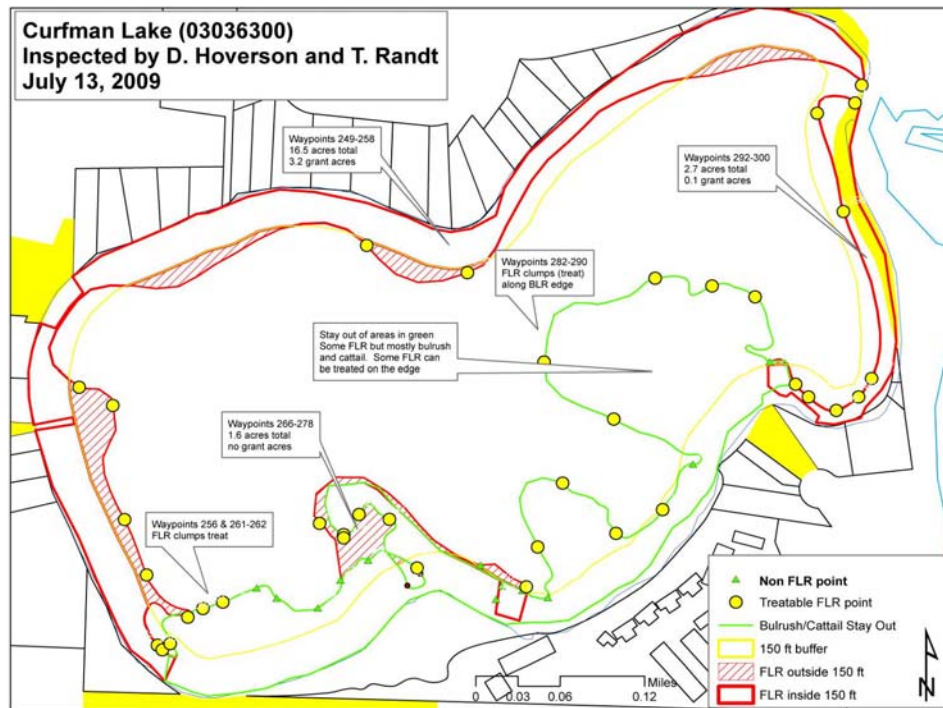 Curfman Lake (03036300)
Inspected by D. Hoverson and T. Randt
July 13, 2009
Waypoints 249-258
16.5 acres total
3.2 grant acres
Waypoints 292-300
2.7 acres total
0.1 grant acres
Waypoints 282-290
FLR clumps (treat)
along BLR edge
Stay out of areas in green
Some FLR but mostly bulrush
and cattail. Some FLR can
be treated on the edge
Waypoints 266-278
1.6 acres total
no grant acres
Waypoints 256 & 261-262
FLR clumps treat
Non FLR point
Treatable FLR point
Bulrush/Cattail Stay Out
150 ft buffer
FLR outside 150 ft
FLR inside 150 ft
Miles
0 0.03 0.06 0.12
N